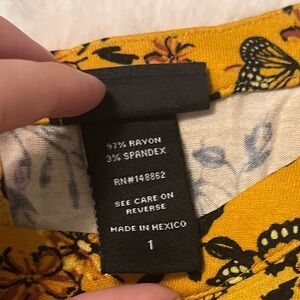 97% RAYON
3% SPANDEX
RN#148862
SEE CARE ON
REVERSE
MADE IN MEXICO
1